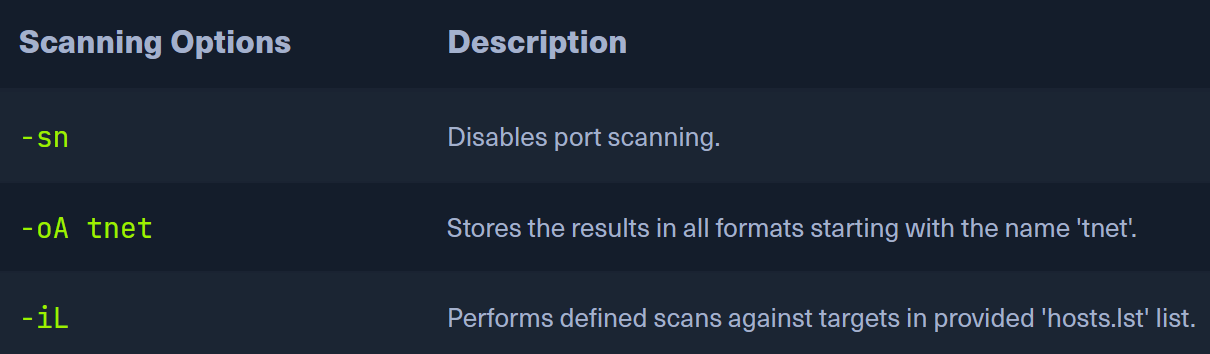 Scanning Options Description
-sn Disables port scanning.
-oA tnet Stores the results in all formats starting with the name 'tnet'.
-iL Performs defined scans against targets in provided 'hosts.lst' list.